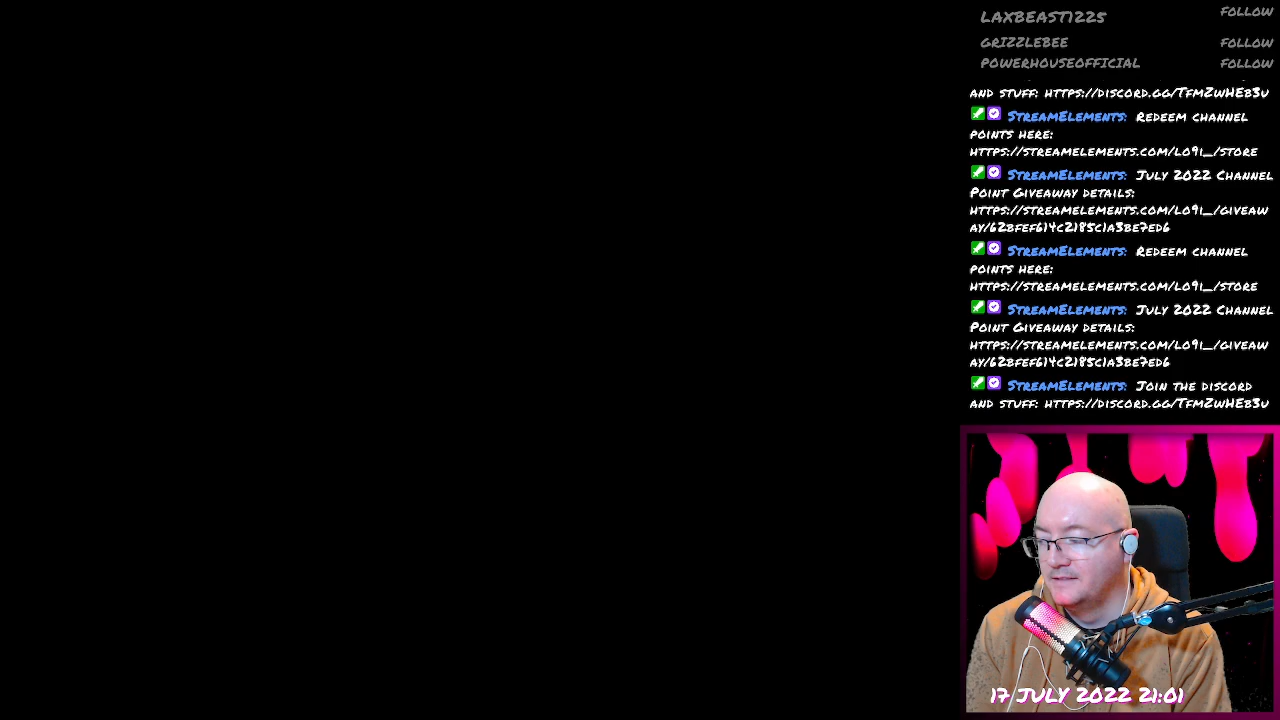 LAXBEAST1225 FOLLOW
GRIZZLEBEE FOLLOW
POWERHOUSEOFFICIAL FOLLOW
AND STUFF: HTTPS://DISCORD.GG/TFMZWHEB3U
STREAMELEMENTS: REDEEM CHANNEL
POINTS HERE:
HTTPS://STREAMELEMENTS.COM/LO9I_/STORE
STREAMELEMENTS: JULY 2022 CHANNEL
POINT GIVEAWAY DETAILS:
HTTPS://STREAMELEMENTS.COM/LO9I_/GIVEAW
AY/62BFEF614C2185C1A3BE7ED6
STREAMELEMENTS: REDEEM CHANNEL
POINTS HERE:
HTTPS://STREAMELEMENTS.COM/LO9I_/STORE
STREAMELEMENTS: JULY 2022 CHANNEL
POINT GIVEAWAY DETAILS:
HTTPS://STREAMELEMENTS.COM/LO9I_/GIVEAW
AY/62BFEF614C2185C1A3BE7ED6
STREAMELEMENTS: JOIN THE DISCORD
AND STUFF: HTTPS://DISCORD.GG/TFMZWHEB3U
17 JULY 2022 21:01